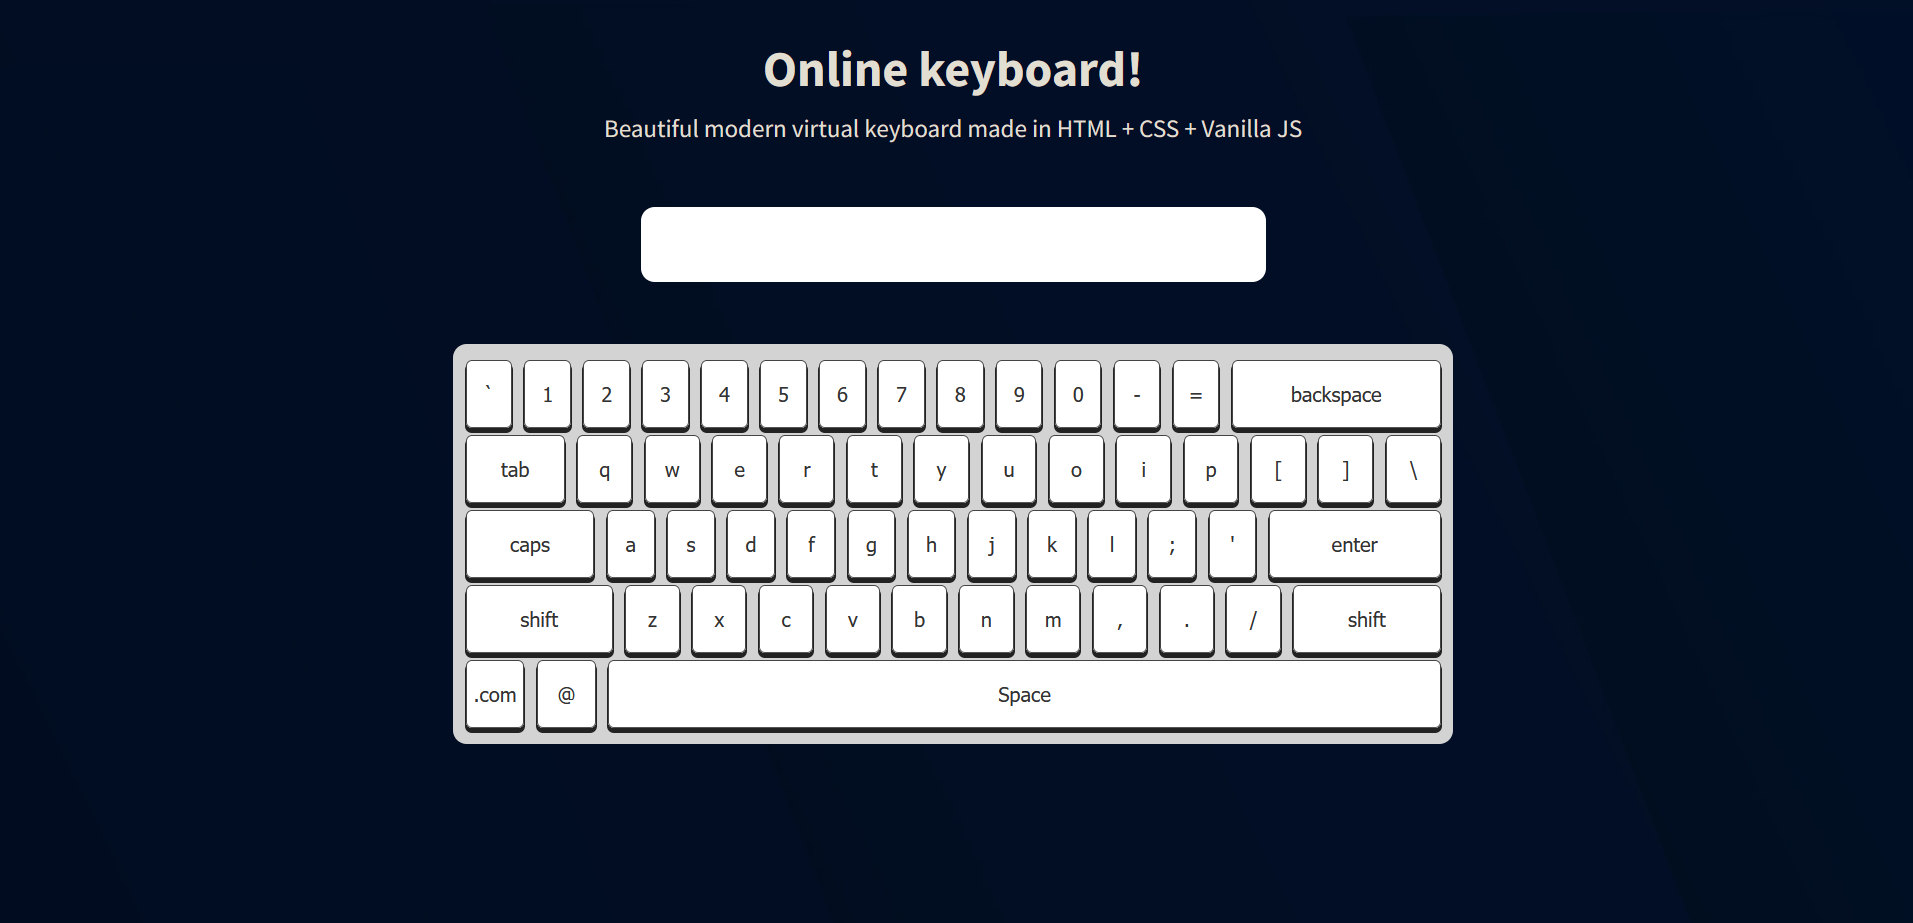 Online keyboard!
Beautiful modern virtual keyboard made in HTML + CSS + Vanilla JS
` 1 2 3 4 5 6 7 8 9 0 - = backspace
tab q w e r t y u o i p [ ] \
caps a s d f g h j k l ; ' enter
shift z x c v b n m , . / shift
.com @ Space